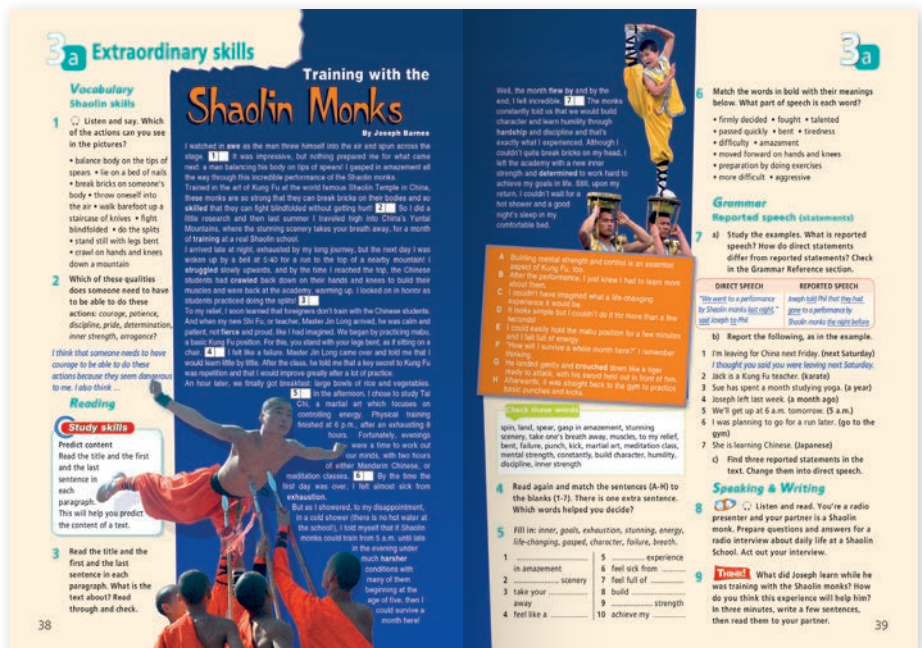 3a Extraordinary skills
Vocabulary
Shaolin skills
1 Listen and say. Which
of the actions can you see
in the pictures?
• balance body on the tips of
spears • lie on a bed of nails
• break bricks on someone's
body • throw oneself into
the air • walk barefoot up a
staircase of knives • fight
blindfolded • do the splits
• stand still with legs bent
• crawl on hands and knees
down a mountain
2 Which of these qualities
does someone need to have
to be able to do these
actions: courage, patience,
discipline, pride, determination,
inner strength, arrogance?
I think that someone needs to have
courage to be able to do these
actions because they seem dangerous
to me. I also think ...
Reading
Study skills
Predict content
Read the title and the first
and the last
sentence in
each
paragraph.
This will help you predict
the content of a text.
3 Read the title and the
first and the last
sentence in each
paragraph. What is the
text about? Read
through and check.
38
Training with the
Shaolin Monks
By Joseph Barnes
I watched in awe as the man threw himself into the air and spun across the
stage. 1 It was impressive, but nothing prepared me for what came
next: a man balancing his body on tips of spears! I gasped in amazement all
the way through this incredible performance of the Shaolin monks.
Trained in the art of Kung Fu at the world famous Shaolin Temple in China,
these monks are so strong that they can break bricks on their bodies and so
skilled that they can fight blindfolded without getting hurt! 2 So I did a
little research and then last summer I traveled high into China's Yuntai
Mountains, where the stunning scenery takes your breath away, for a month
of training at a real Shaolin school.
I arrived late at night, exhausted by my long journey, but the next day I was
woken up by a bell at 5:40 for a run to the top of a nearby mountain! I
struggled slowly upwards, and by the time I reached the top, the Chinese
students had crawled back down on their hands and knees to build their
muscles and were back at the academy, warming up. I looked on in horror as
students practiced doing the splits! 3
To my relief, I soon learned that foreigners don't train with the Chinese students.
And when my new Shi Fu, or teacher, Master Jin Long arrived, he was calm and
patient, not fierce and proud, like I had imagined. We began by practicing mabu,
a basic Kung Fu position. For this, you stand with your legs bent, as if sitting on a
chair. 4 I felt like a failure. Master Jin Long came over and told me that I
would learn little by little. After the class, he told me that a key secret to Kung Fu
was repetition and that I would improve greatly after a lot of practice.
An hour later, we finally got breakfast: large bowls of rice and vegetables.
5 In the afternoon, I chose to study Tai
Chi, a martial art which focuses on
controlling energy. Physical training
finished at 6 p.m., after an exhausting 8
hours. Fortunately, evenings
were a time to work out
our minds, with two hours
of either Mandarin Chinese, or
meditation classes. 6 By the time the
first day was over, I felt almost sick from
exhaustion.
But as I showered, to my disappointment,
in a cold shower (there is no hot water at
the school!), I told myself that if Shaolin
monks could train from 5 a.m. until late
in the evening under
much harsher
conditions with
many of them
beginning at the
age of five, then I
could survive a
month here!
Well, the month flew by and by the
end, I felt incredible. 7 The monks
constantly told us that we would build
character and learn humility through
hardship and discipline and that's
exactly what I experienced. Although I
couldn't quite break bricks on my head, I
left the academy with a new inner
strength and determined to work hard to
achieve my goals in life. Still, upon my
return, I couldn't wait for a
hot shower and a good
night's sleep in my
comfortable bed.
A Building mental strength and control is an essential
aspect of Kung Fu, too.
B After the performance, I just knew I had to learn more
about them.
C I couldn't have imagined what a life-changing
experience it would be.
D It looks simple but I couldn't do it for more than a few
seconds!
E I could easily hold the mabu position for a few minutes
and I felt full of energy.
F "How will I survive a whole month here?" I remember
thinking.
G He landed gently and crouched down like a tiger
ready to attack, with his sword held out in front of him.
H Afterwards, it was straight back to the gym to practice
basic punches and kicks.
Check these words
spin, land, spear, gasp in amazement, stunning
scenery, take one's breath away, muscles, to my relief,
bent, failure, punch, kick, martial art, meditation class,
mental strength, constantly, build character, humility,
discipline, inner strength
4 Read again and match the sentences (A-H) to
the blanks (1-7). There is one extra sentence.
Which words helped you decide?
5 Fill in: inner, goals, exhaustion, stunning, energy,
life-changing, gasped, character, failure, breath.
1 ....................
in amazement
2 .................... scenery
3 take your ............
away
4 feel like a ............
5 .................... experience
6 feel sick from ............
7 feel full of ............
8 build ....................
9 .................... strength
10 achieve my ............
3a
6 Match the words in bold with their meanings
below. What part of speech is each word?
• firmly decided • fought • talented
• passed quickly • bent • tiredness
• difficulty • amazement
• moved forward on hands and knees
• preparation by doing exercises
• more difficult • aggressive
Grammar
Reported speech (statements)
7 a) Study the examples. What is reported
speech? How do direct statements
differ from reported statements? Check
in the Grammar Reference section.
DIRECT SPEECH REPORTED SPEECH
"We went to a performance Joseph told Phil that they had
by Shaolin monks last night," gone to a performance by
said Joseph to Phil. Shaolin monks the night before.
b) Report the following, as in the example.
1 I'm leaving for China next Friday. (next Saturday)
I thought you said you were leaving next Saturday.
2 Jack is a Kung Fu teacher. (karate)
3 Sue has spent a month studying yoga. (a year)
4 Joseph left last week. (a month ago)
5 We'll get up at 6 a.m. tomorrow. (5 a.m.)
6 I was planning to go for a run later. (go to the
gym)
7 She is learning Chinese. (Japanese)
c) Find three reported statements in the
text. Change them into direct speech.
Speaking & Writing
8 Listen and read. You're a radio
presenter and your partner is a Shaolin
monk. Prepare questions and answers for a
radio interview about daily life at a Shaolin
School. Act out your interview.
9 THINK! What did Joseph learn while he
was training with the Shaolin monks? How
do you think this experience will help him?
In three minutes, write a few sentences,
then read them to your partner.
39